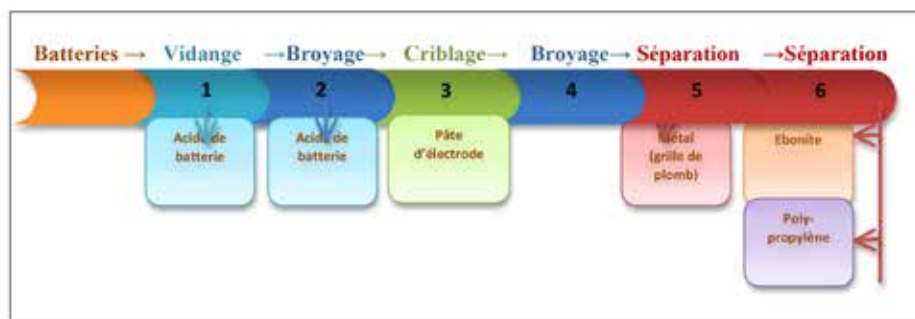 Batteries → Vidange →Broyage→ Criblage→ Broyage→ Séparation →Séparation
1 2 3 4 5 6
Acide de
batterie
Acide de
batterie
Pâte
d'électrode
Métal
(grille de
plomb)
Ebonite
Poly-
propylène